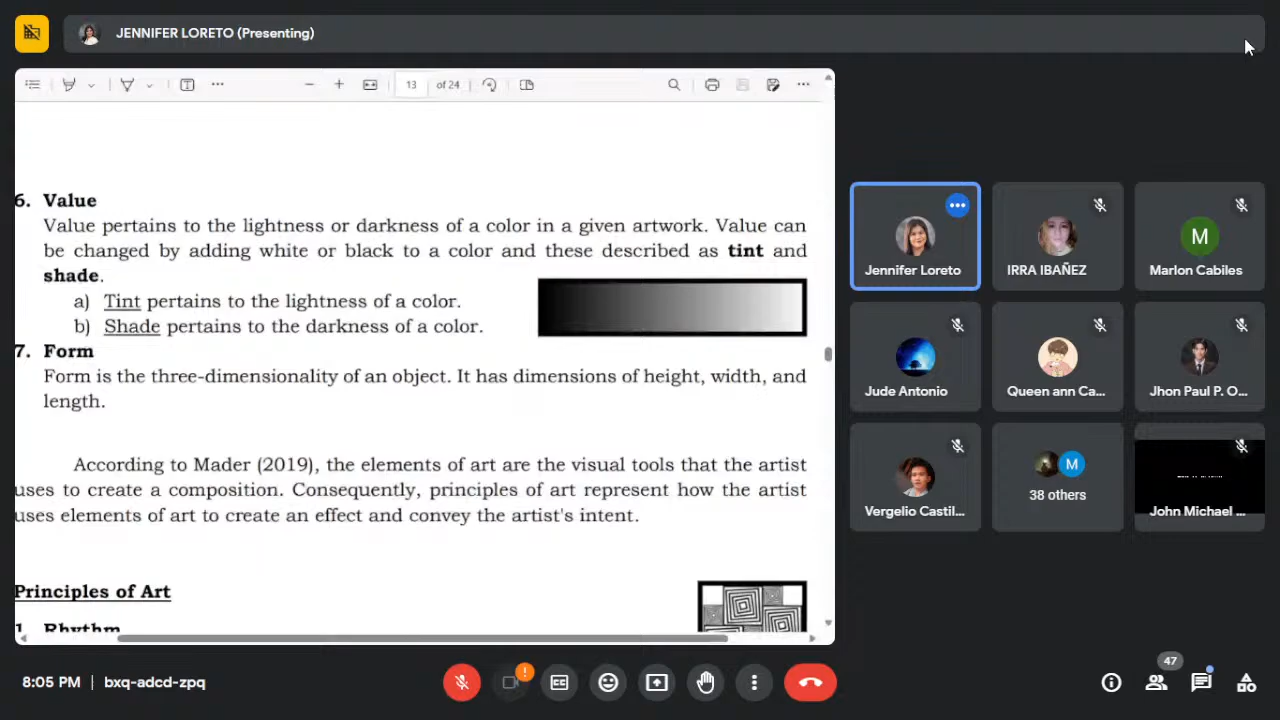 JENNIFER LORETO (Presenting)
13 of 24
6. Value
Value pertains to the lightness or darkness of a color in a given artwork. Value can
be changed by adding white or black to a color and these described as tint and
shade.
a) Tint pertains to the lightness of a color.
b) Shade pertains to the darkness of a color.
7. Form
Form is the three-dimensionality of an object. It has dimensions of height, width, and
length.
According to Mader (2019), the elements of art are the visual tools that the artist
uses to create a composition. Consequently, principles of art represent how the artist
uses elements of art to create an effect and convey the artist's intent.
Principles of Art
1. Rhythm
Jennifer Loreto
IRRA IBAÑEZ
M
Marlon Cabiles
Jude Antonio
Queen ann Ca...
Jhon Paul P. O...
Vergelio Castil...
M
38 others
John Michael ...
8:05 PM | bxq-adcd-zpq
47